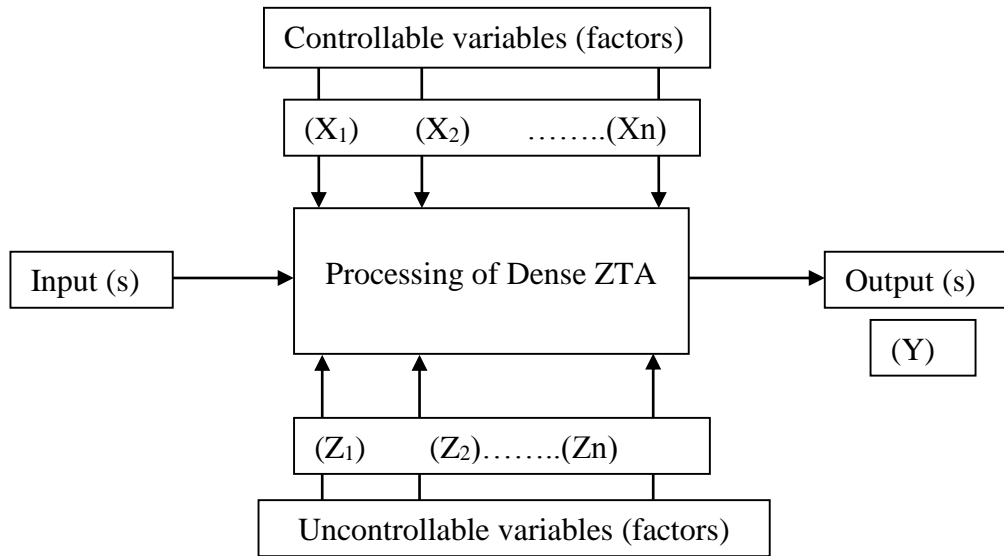 Controllable variables (factors)
(X₁) (X₂) ……..(Xn)
Input (s)
Processing of Dense ZTA
Output (s)
(Y)
(Z₁) (Z₂)……..(Zn)
Uncontrollable variables (factors)